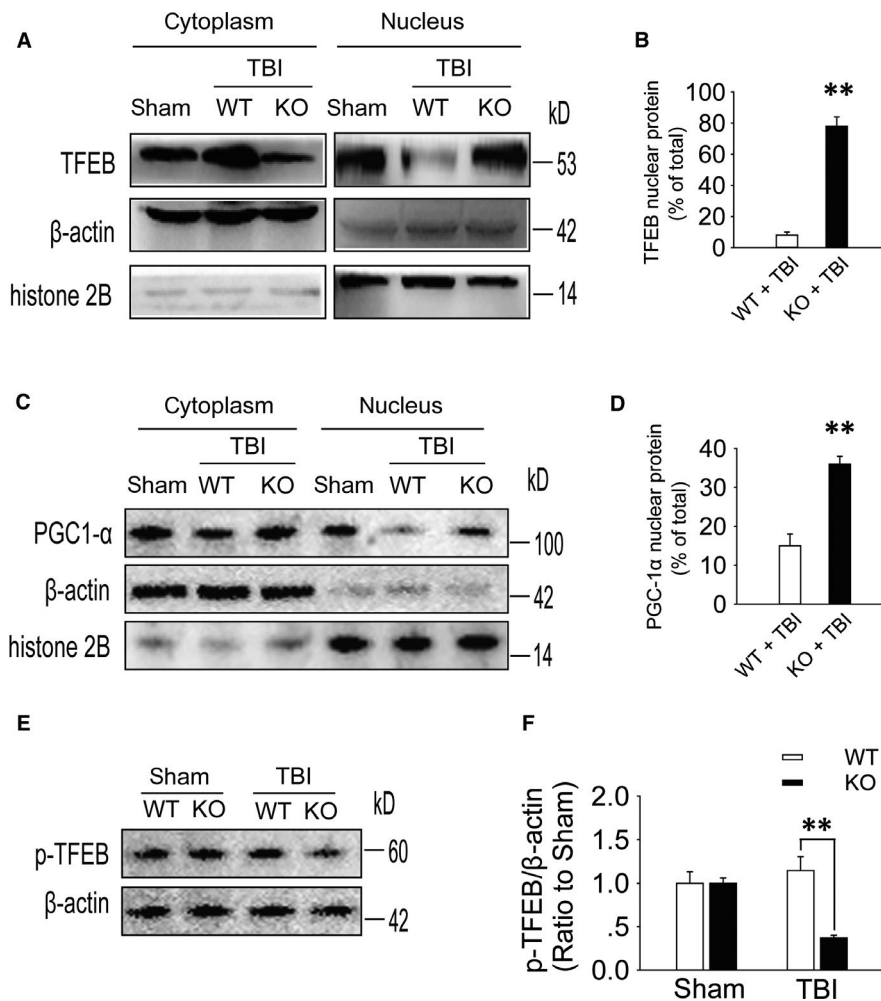 A
Cytoplasm Nucleus
TBI TBI
Sham WT KO Sham WT KO kD
TFEB 53
β-actin 42
histone 2B 14
B
**
100
80
60
40
20
0
TFEB nuclear protein
(% of total)
WT + TBI
KO + TBI
C
Cytoplasm Nucleus
TBI TBI
Sham WT KO Sham WT KO kD
PGC1-α 100
β-actin 42
histone 2B 14
D
**
40
30
20
10
0
PGC-1α nuclear protein
(% of total)
WT + TBI
KO + TBI
E
Sham TBI
WT KO WT KO kD
p-TFEB 60
β-actin 42
F
WT
KO
**
2.0
1.5
1.0
.5
0.0
p-TFEB/β-actin
(Ratio to Sham)
Sham TBI